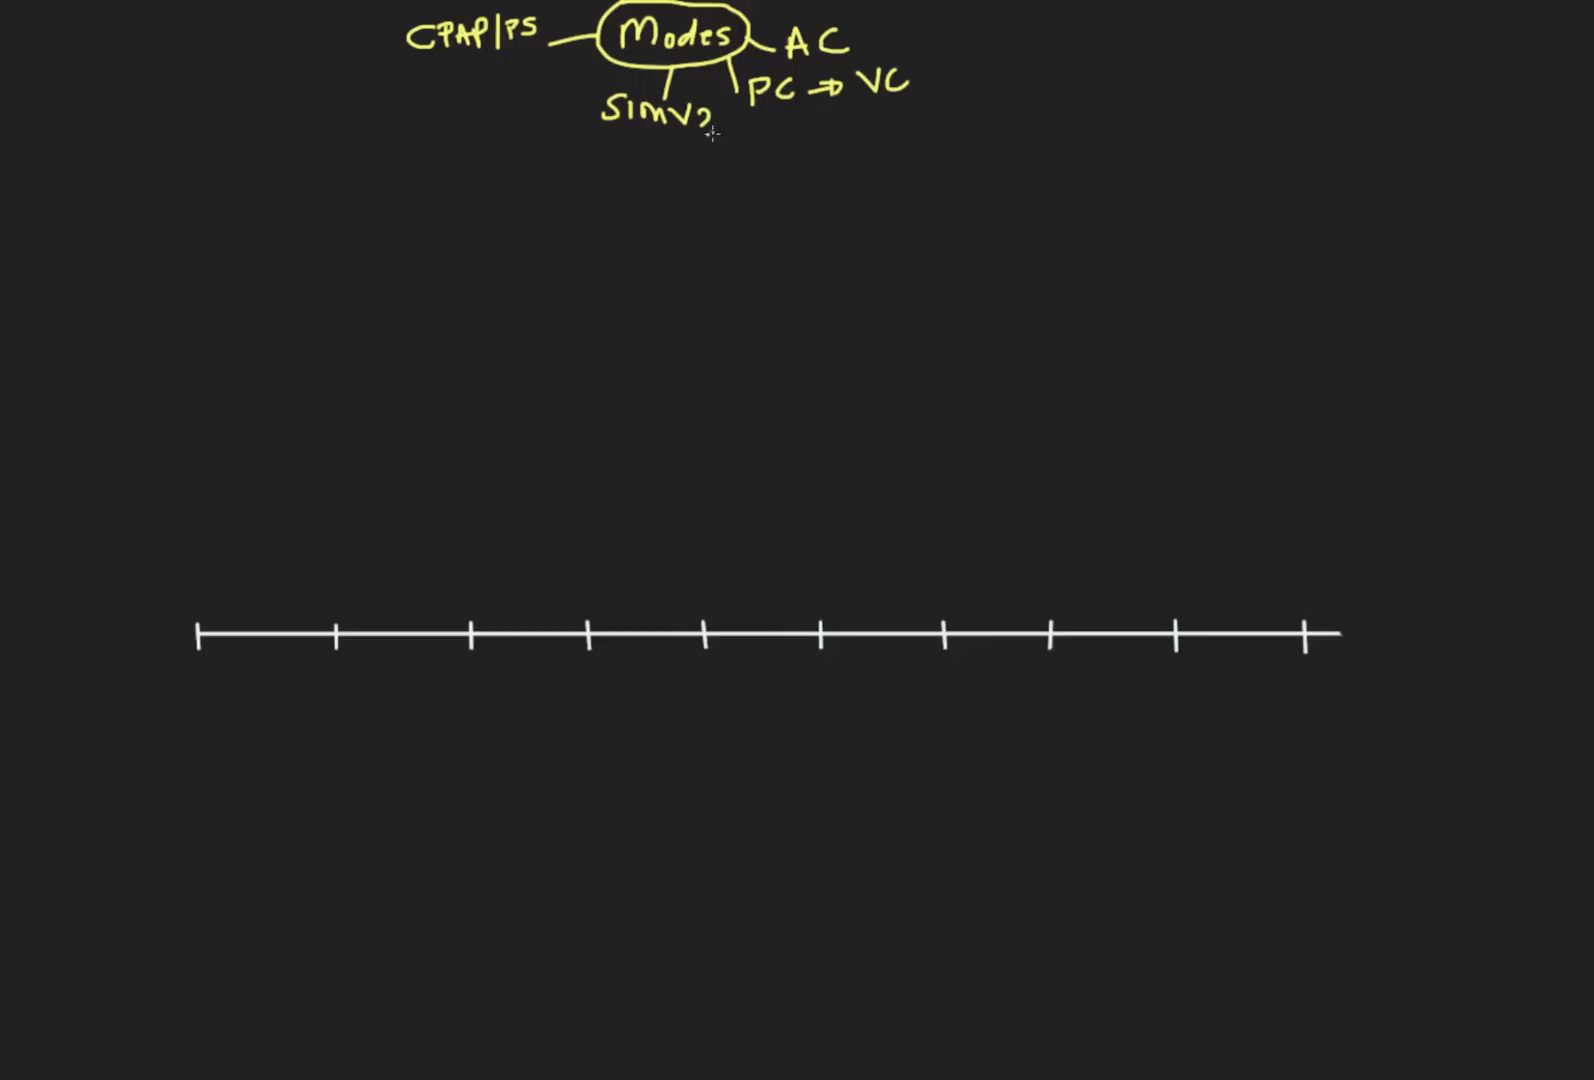 CPAP|PS
Modes
AC
PC ⇒ VC
SIMV?